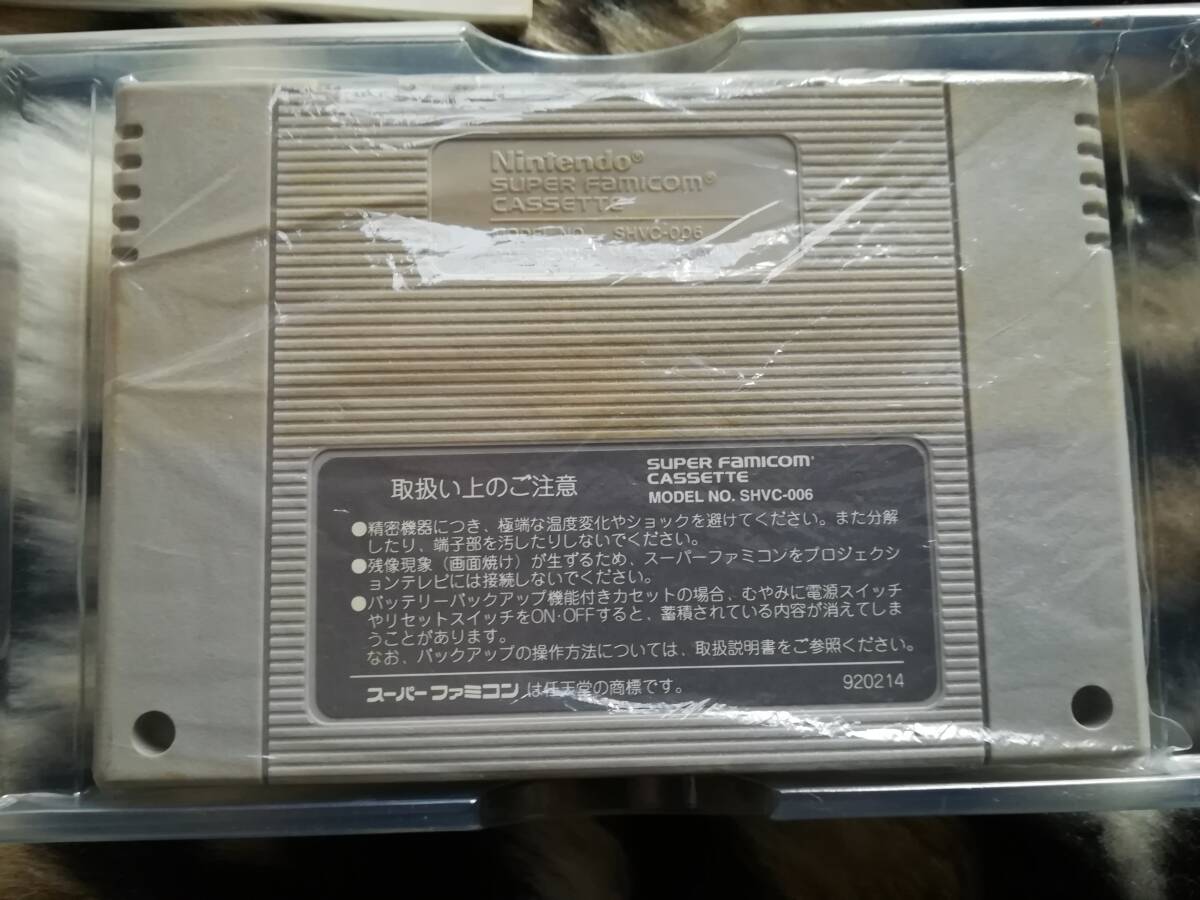 Nintendo®
SUPER FAMICOM®
CASSETTE
MODEL NO. SHVC-006
取扱い上のご注意
SUPER FAMICOM
CASSETTE
MODEL NO. SHVC-006
●精密機器につき、極端な温度変化やショックを避けてください。また分解
したり、端子部を汚したりしないでください。
●残像現象（画面焼け）が生ずるため、スーパーファミコンをプロジェクシ
ョンテレビには接続しないでください。
●バッテリーバックアップ機能付きカセットの場合、むやみに電源スイッチ
やリセットスイッチをON·OFFすると、蓄積されている内容が消えてしま
うことがあります。
なお、バックアップの操作方法については、取扱説明書をご参照ください。
スーパーファミコンは任天堂の商標です。
920214